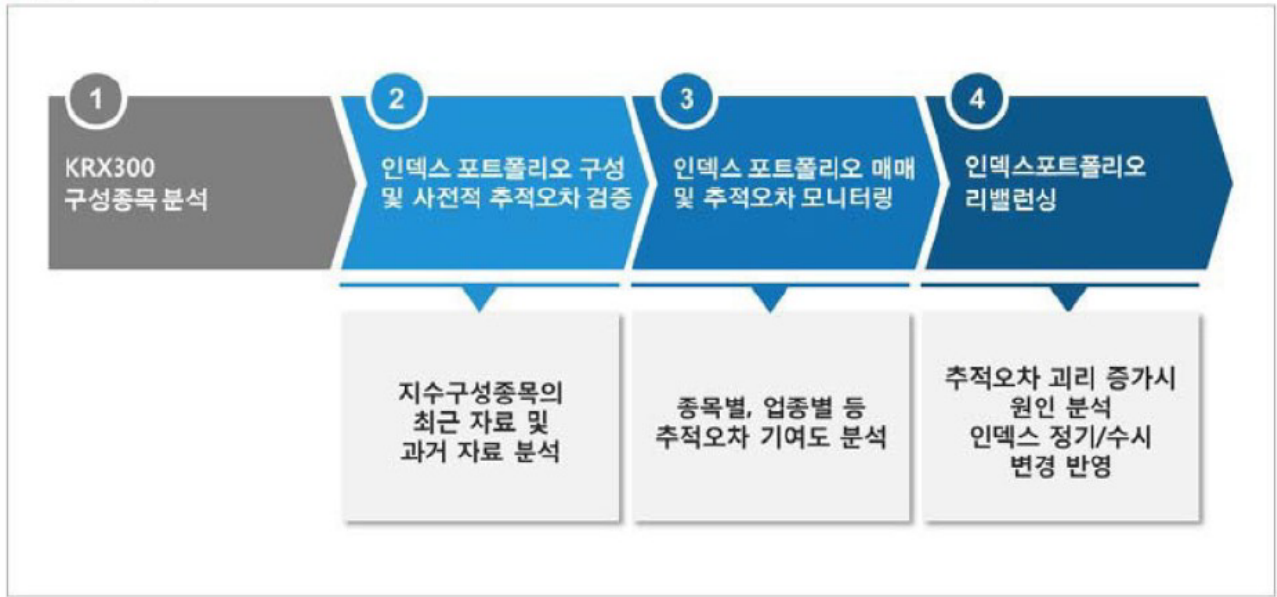 1
KRX300
구성종목 분석
2
인덱스 포트폴리오 구성
및 사전적 추적오차 검증
3
인덱스 포트폴리오 매매
및 추적오차 모니터링
4
인덱스포트폴리오
리밸런싱
지수구성종목의
최근 자료 및
과거 자료 분석
종목별, 업종별 등
추적오차 기여도 분석
추적오차 괴리 증가시
원인 분석
인덱스 정기/수시
변경 반영